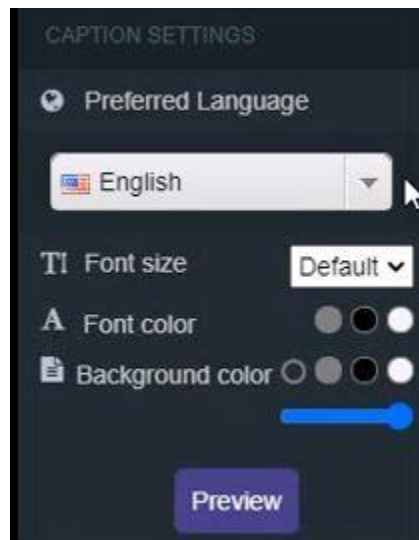 CAPTION SETTINGS
Preferred Language
English
Font size Default
Font color
Background color
Preview